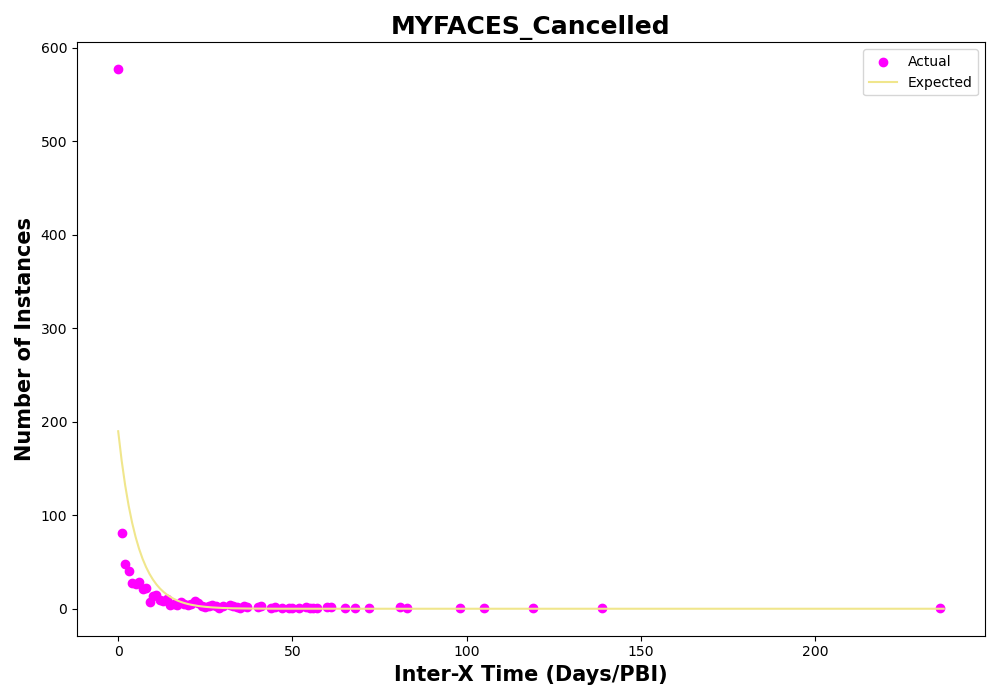 MYFACES_Cancelled
Actual
Expected
Number of Instances
600
500
400
300
200
100
0
0
50
100
150
200
Inter-X Time (Days/PBI)